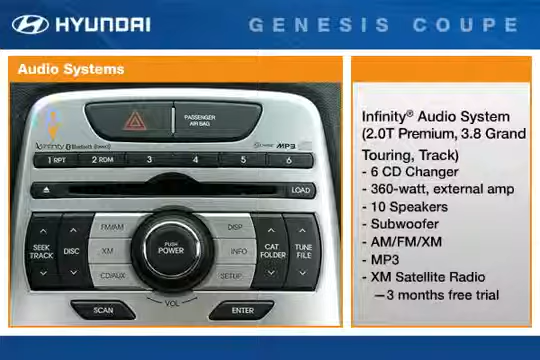 HYUNDAI
GENESIS COUPE
Audio Systems
PASSENGER
AIR BAG
Infinity Bluetooth
MP3
1 RPT
2 RDM
3
4
5
6
LOAD
SEEK
TRACK
DISC
FM/AM
XM
CD/AUX
PUSH
POWER
VOL
DISP
INFO
SETUP
CAT
FOLDER
TUNE
FILE
SCAN
ENTER
Infinity® Audio System
(2.0T Premium, 3.8 Grand
Touring, Track)
- 6 CD Changer
- 360-watt, external amp
- 10 Speakers
- Subwoofer
- AM/FM/XM
- MP3
- XM Satellite Radio
—3 months free trial